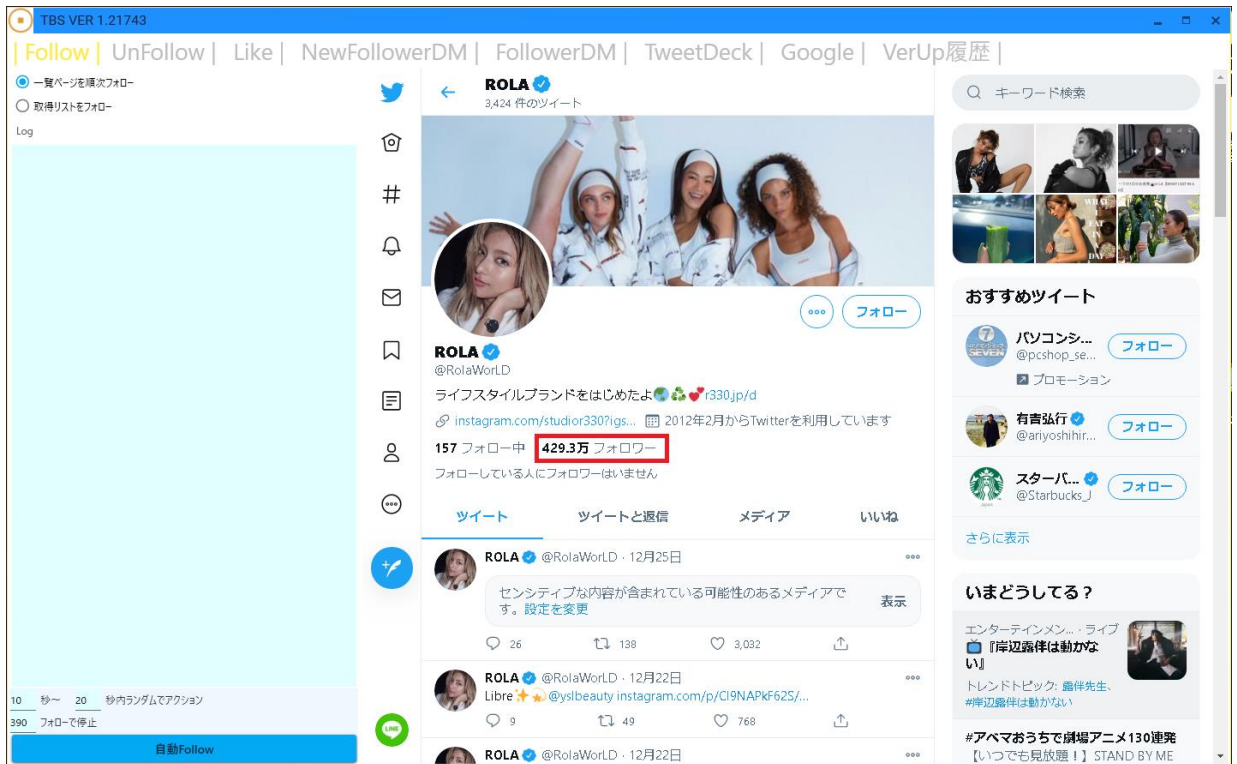 TBS VER 1.21743
| Follow | UnFollow | Like | NewFollowerDM | FollowerDM | TweetDeck | Google | VerUp履歴 |
一覧ページを順次フォロー
取得リストをフォロー
Log
10 秒～ 20 秒内ランダムでアクション
390 フォローで停止
自動Follow
LINE
ROLA
3,424 件のツイート
フォロー
ROLA
@RolaWorLD
ライフスタイルブランドをはじめたよ🌏♻️💕r330.jp/d
instagram.com/studior330?igs... 2012年2月からTwitterを利用しています
157 フォロー中 429.3万 フォロワー
フォローしている人にフォロワーはいません
ツイート ツイートと返信 メディア いいね
ROLA @RolaWorLD · 12月25日
センシティブな内容が含まれている可能性のあるメディアです。設定を変更
表示
26 138 3,032
ROLA @RolaWorLD · 12月22日
Libre✨💫@yslbeauty instagram.com/p/CI9NAPkF62S/...
9 49 768
ROLA @RolaWorLD · 12月22日
キーワード検索
WHAT
I
EAT
IN A
DAY
おすすめツイート
7
SEVEN
パソコンシ...
@pcshop_se...
フォロー
プロモーション
有吉弘行
@ariyoshihir...
フォロー
スターバ...
@Starbucks_J
フォロー
さらに表示
いまどうしてる？
エンターテインメン... · ライブ
📺『岸辺露伴は動かない』
トレンドトピック: 露伴先生、
#岸辺露伴は動かない
#アベマおうちで劇場アニメ130連発
【いつでも見放題！】STAND BY ME